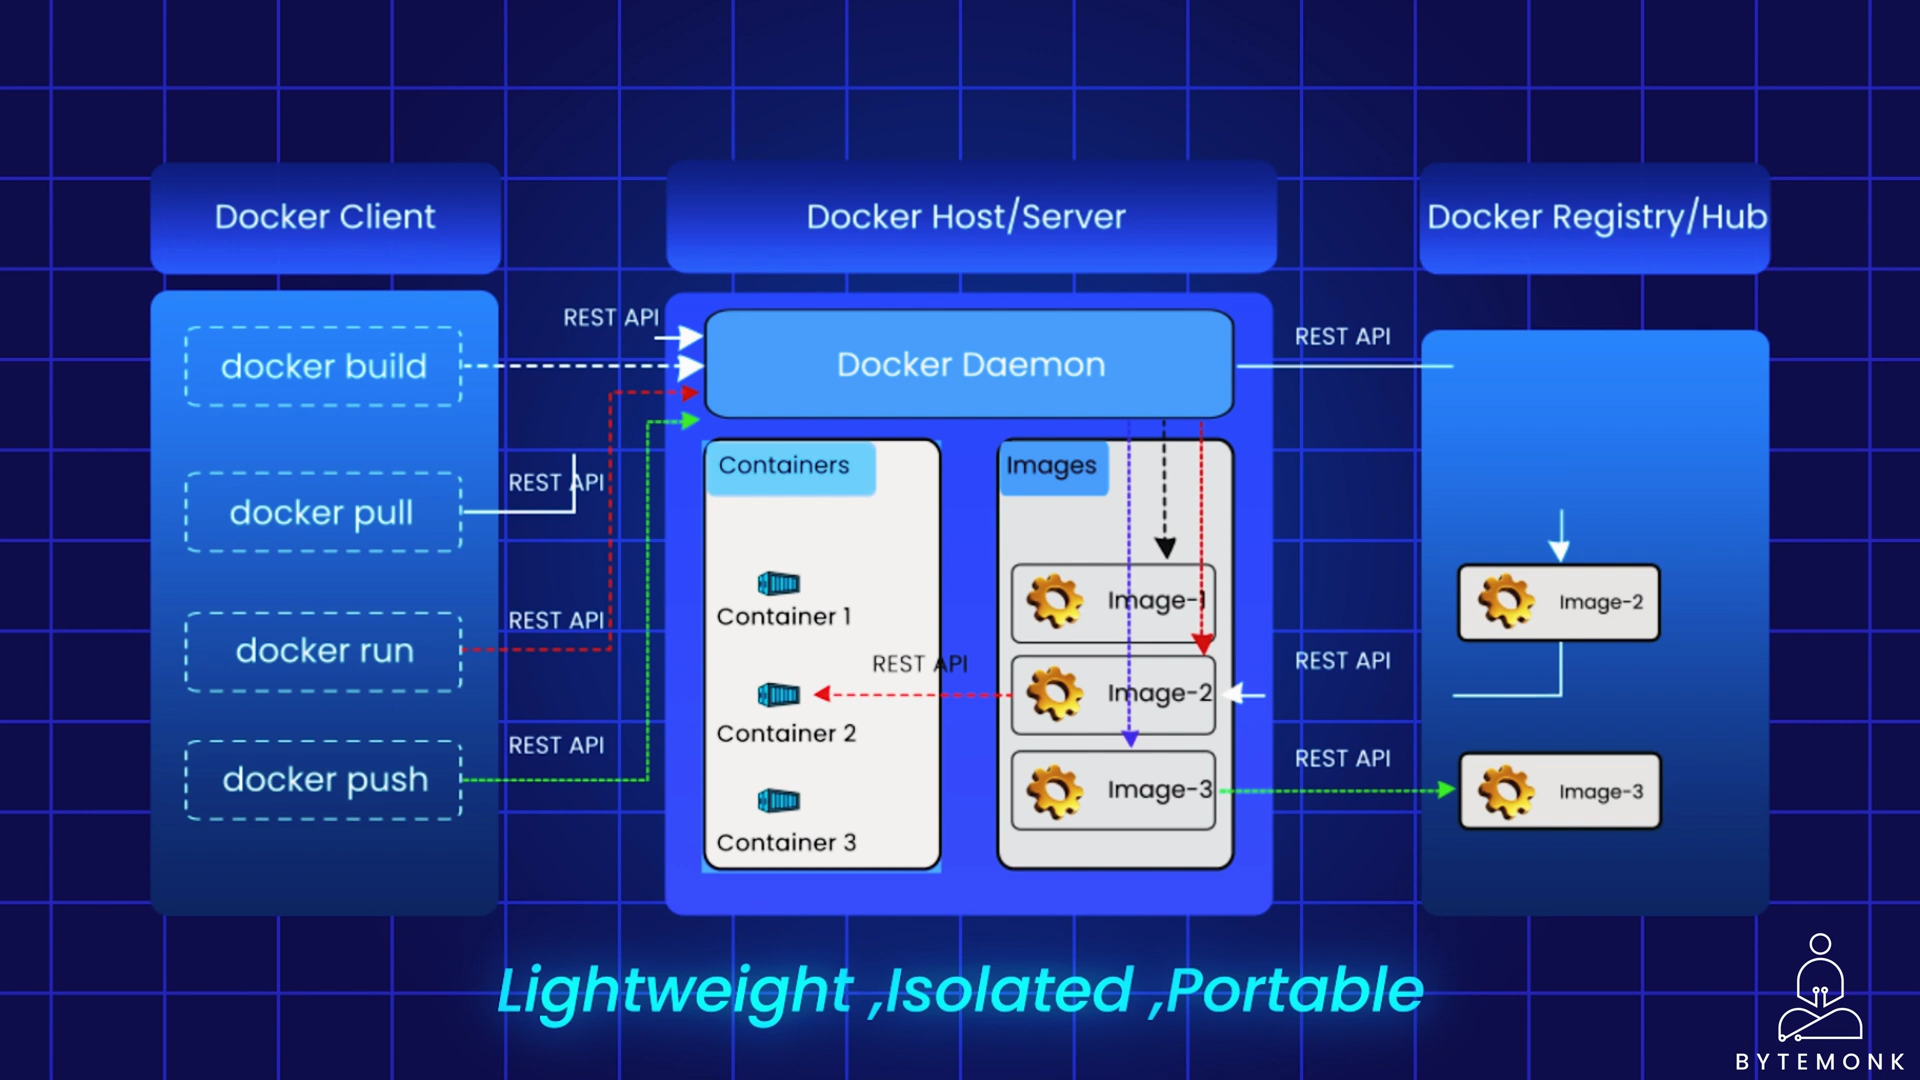 Docker Client
Docker Host/Server
Docker Registry/Hub
docker build
docker pull
docker run
docker push
REST API
REST API
REST API
REST API
Docker Daemon
Containers
Container 1
Container 2
Container 3
REST API
Images
Image-1
Image-2
Image-3
REST API
REST API
REST API
Image-2
Image-3
Lightweight ,Isolated ,Portable
BYTEMONK